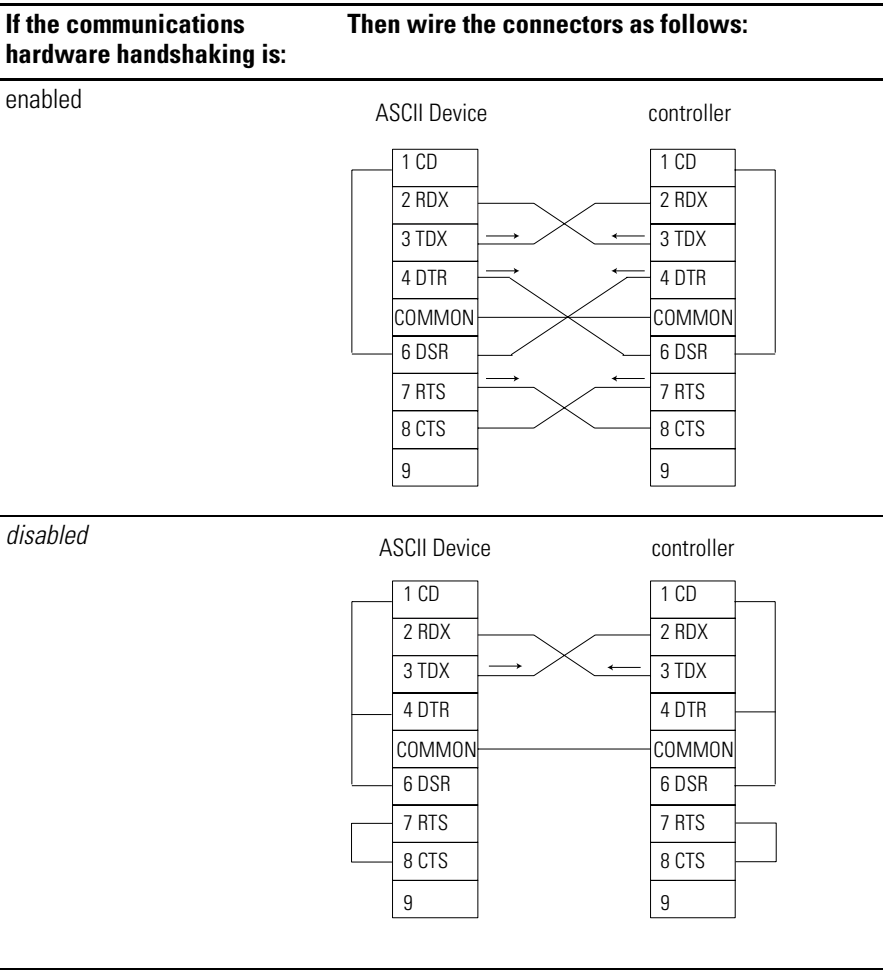 If the communications hardware handshaking is:
Then wire the connectors as follows:
enabled
ASCII Device
controller
1 CD
1 CD
2 RDX
2 RDX
3 TDX
3 TDX
4 DTR
4 DTR
COMMON
COMMON
6 DSR
6 DSR
7 RTS
7 RTS
8 CTS
8 CTS
9
9
disabled
ASCII Device
controller
1 CD
1 CD
2 RDX
2 RDX
3 TDX
3 TDX
4 DTR
4 DTR
COMMON
COMMON
6 DSR
6 DSR
7 RTS
7 RTS
8 CTS
8 CTS
9
9